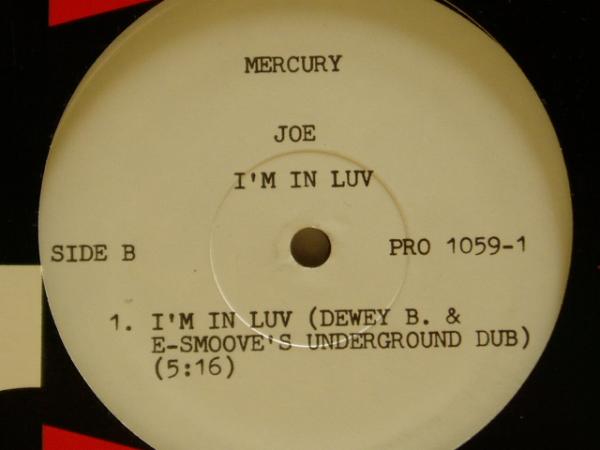 MERCURY
JOE
I'M IN LUV
SIDE B
PRO 1059-1
1. I'M IN LUV (DEWEY B. &
E-SMOOVE'S UNDERGROUND DUB)
(5:16)